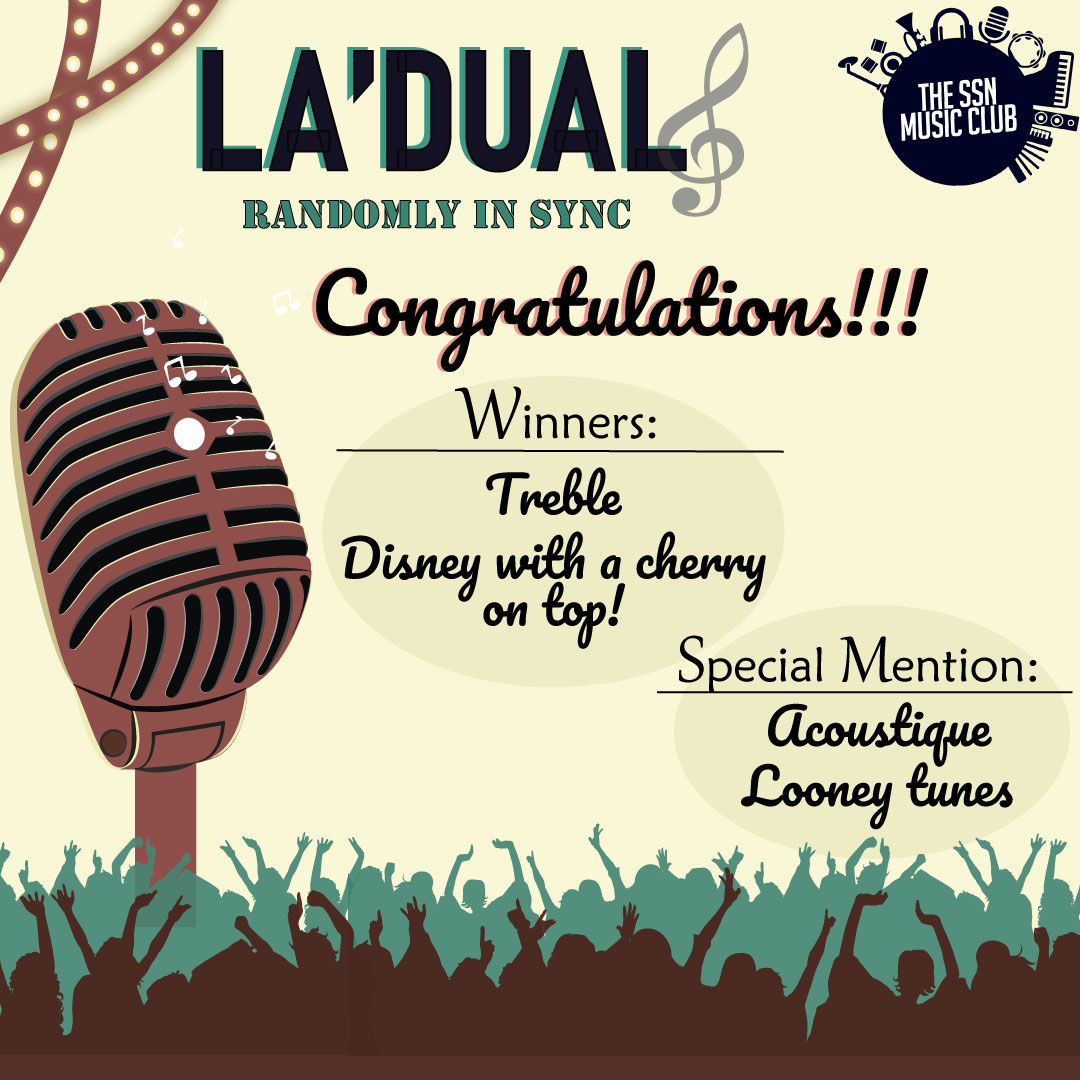 LA'DUAL
RANDOMLY IN SYNC
THE SSN
MUSIC CLUB
Congratulations!!!
Winners:
Treble
Disney with a cherry
on top!
Special Mention:
Acoustique
Looney tunes